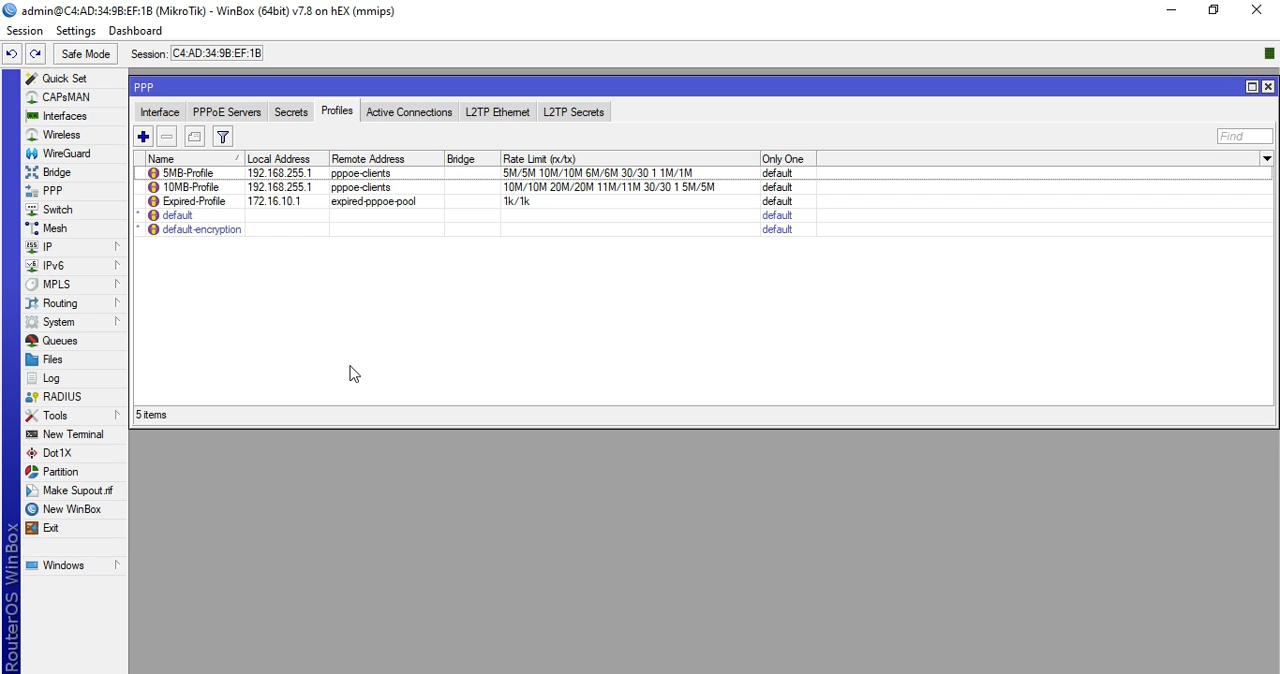 admin@C4:AD:34:9B:EF:1B (MikroTik) - WinBox (64bit) v7.8 on hEX (mmips)
Session Settings Dashboard
Safe Mode Session: C4:AD:34:9B:EF:1B
Quick Set
CAPsMAN
Interfaces
Wireless
WireGuard
Bridge
PPP
Switch
Mesh
IP
IPv6
MPLS
Routing
System
Queues
Files
Log
RADIUS
Tools
New Terminal
Dot1X
Partition
Make Supout.rif
New WinBox
Exit
Windows
RouterOS WinBox
PPP
Interface PPPoE Servers Secrets Profiles Active Connections L2TP Ethernet L2TP Secrets
Find
Name / Local Address Remote Address Bridge Rate Limit (rx/tx) Only One
5MB-Profile 192.168.255.1 pppoe-clients 5M/5M 10M/10M 6M/6M 30/30 1 1M/1M default
10MB-Profile 192.168.255.1 pppoe-clients 10M/10M 20M/20M 11M/11M 30/30 1 5M/5M default
Expired-Profile 172.16.10.1 expired-pppoe-pool 1k/1k default
* default default
* default-encryption default
5 items